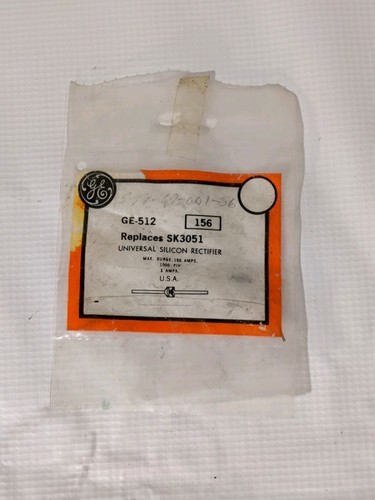 GE
GE-512 156
Replaces SK3051
UNIVERSAL SILICON RECTIFIER
MAX. SURGE: 150 AMPS.
1000 PIV
3 AMPS.
U.S.A.